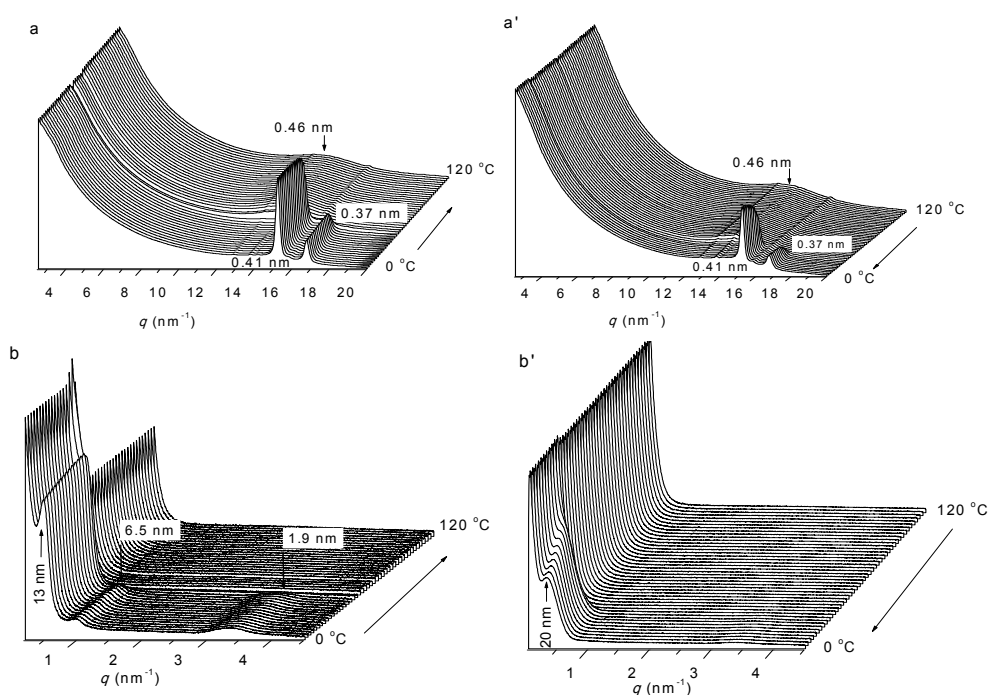 a
0.46 nm
120 °C
0.37 nm
0.41 nm
0 °C
4 6 8 10 12 14 16 18 20
q (nm⁻¹)
a'
0.46 nm
120 °C
0.37 nm
0.41 nm
0 °C
4 6 8 10 12 14 16 18 20
q (nm⁻¹)
b
120 °C
6.5 nm
1.9 nm
13 nm
0 °C
1 2 3 4
q (nm⁻¹)
b'
120 °C
20 nm
0 °C
1 2 3 4
q (nm⁻¹)